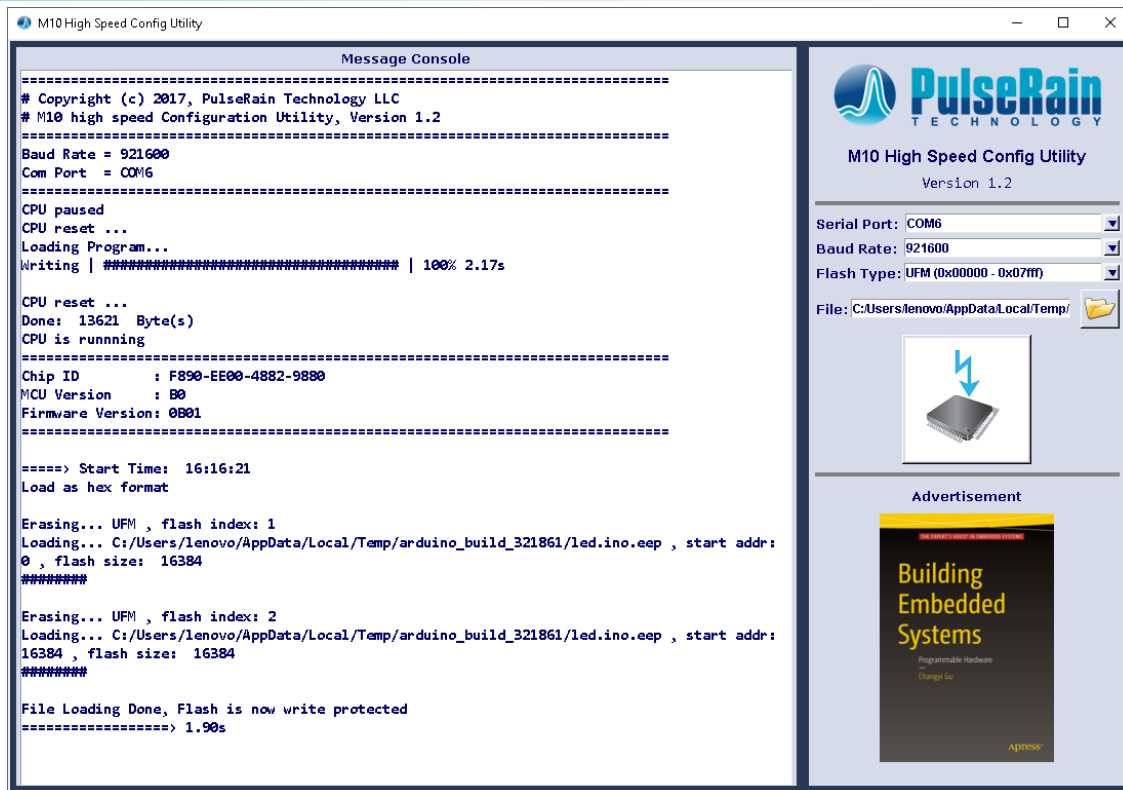 M10 High Speed Config Utility
Message Console
================================================================================
# Copyright (c) 2017, PulseRain Technology LLC
# M10 high speed Configuration Utility, Version 1.2
================================================================================
Baud Rate = 921600
Com Port  = COM6
================================================================================
CPU paused
CPU reset ...
Loading Program...
Writing | #################################### | 100% 2.17s
CPU reset ...
Done:  13621  Byte(s)
CPU is runnning
================================================================================
Chip ID         : F890-EE00-4882-9880
MCU Version     : B0
Firmware Version: 0B01
================================================================================
=====> Start Time:  16:16:21
Load as hex format
Erasing... UFM , flash index: 1
Loading... C:/Users/lenovo/AppData/Local/Temp/arduino_build_321861/led.ino.eep , start addr:
0 , flash size:  16384
########
Erasing... UFM , flash index: 2
Loading... C:/Users/lenovo/AppData/Local/Temp/arduino_build_321861/led.ino.eep , start addr:
16384 , flash size:  16384
########
File Loading Done, Flash is now write protected
==================> 1.90s
PulseRain
TECHNOLOGY
M10 High Speed Config Utility
Version 1.2
Serial Port: COM6
Baud Rate: 921600
Flash Type: UFM (0x00000 - 0x07fff)
File: C:/Users/lenovo/AppData/Local/Temp/
Advertisement
THE EXPERT'S VOICE® IN EMBEDDED SYSTEMS
Building
Embedded
Systems
Programmable Hardware
Changyi Gu
Apress®